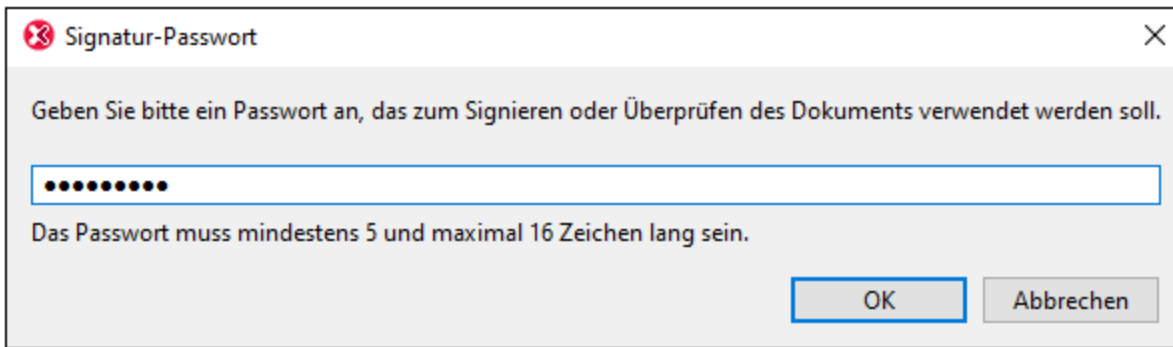 Signatur-Passwort
Geben Sie bitte ein Passwort an, das zum Signieren oder Überprüfen des Dokuments verwendet werden soll.
●●●●●●●●●
Das Passwort muss mindestens 5 und maximal 16 Zeichen lang sein.
OK Abbrechen